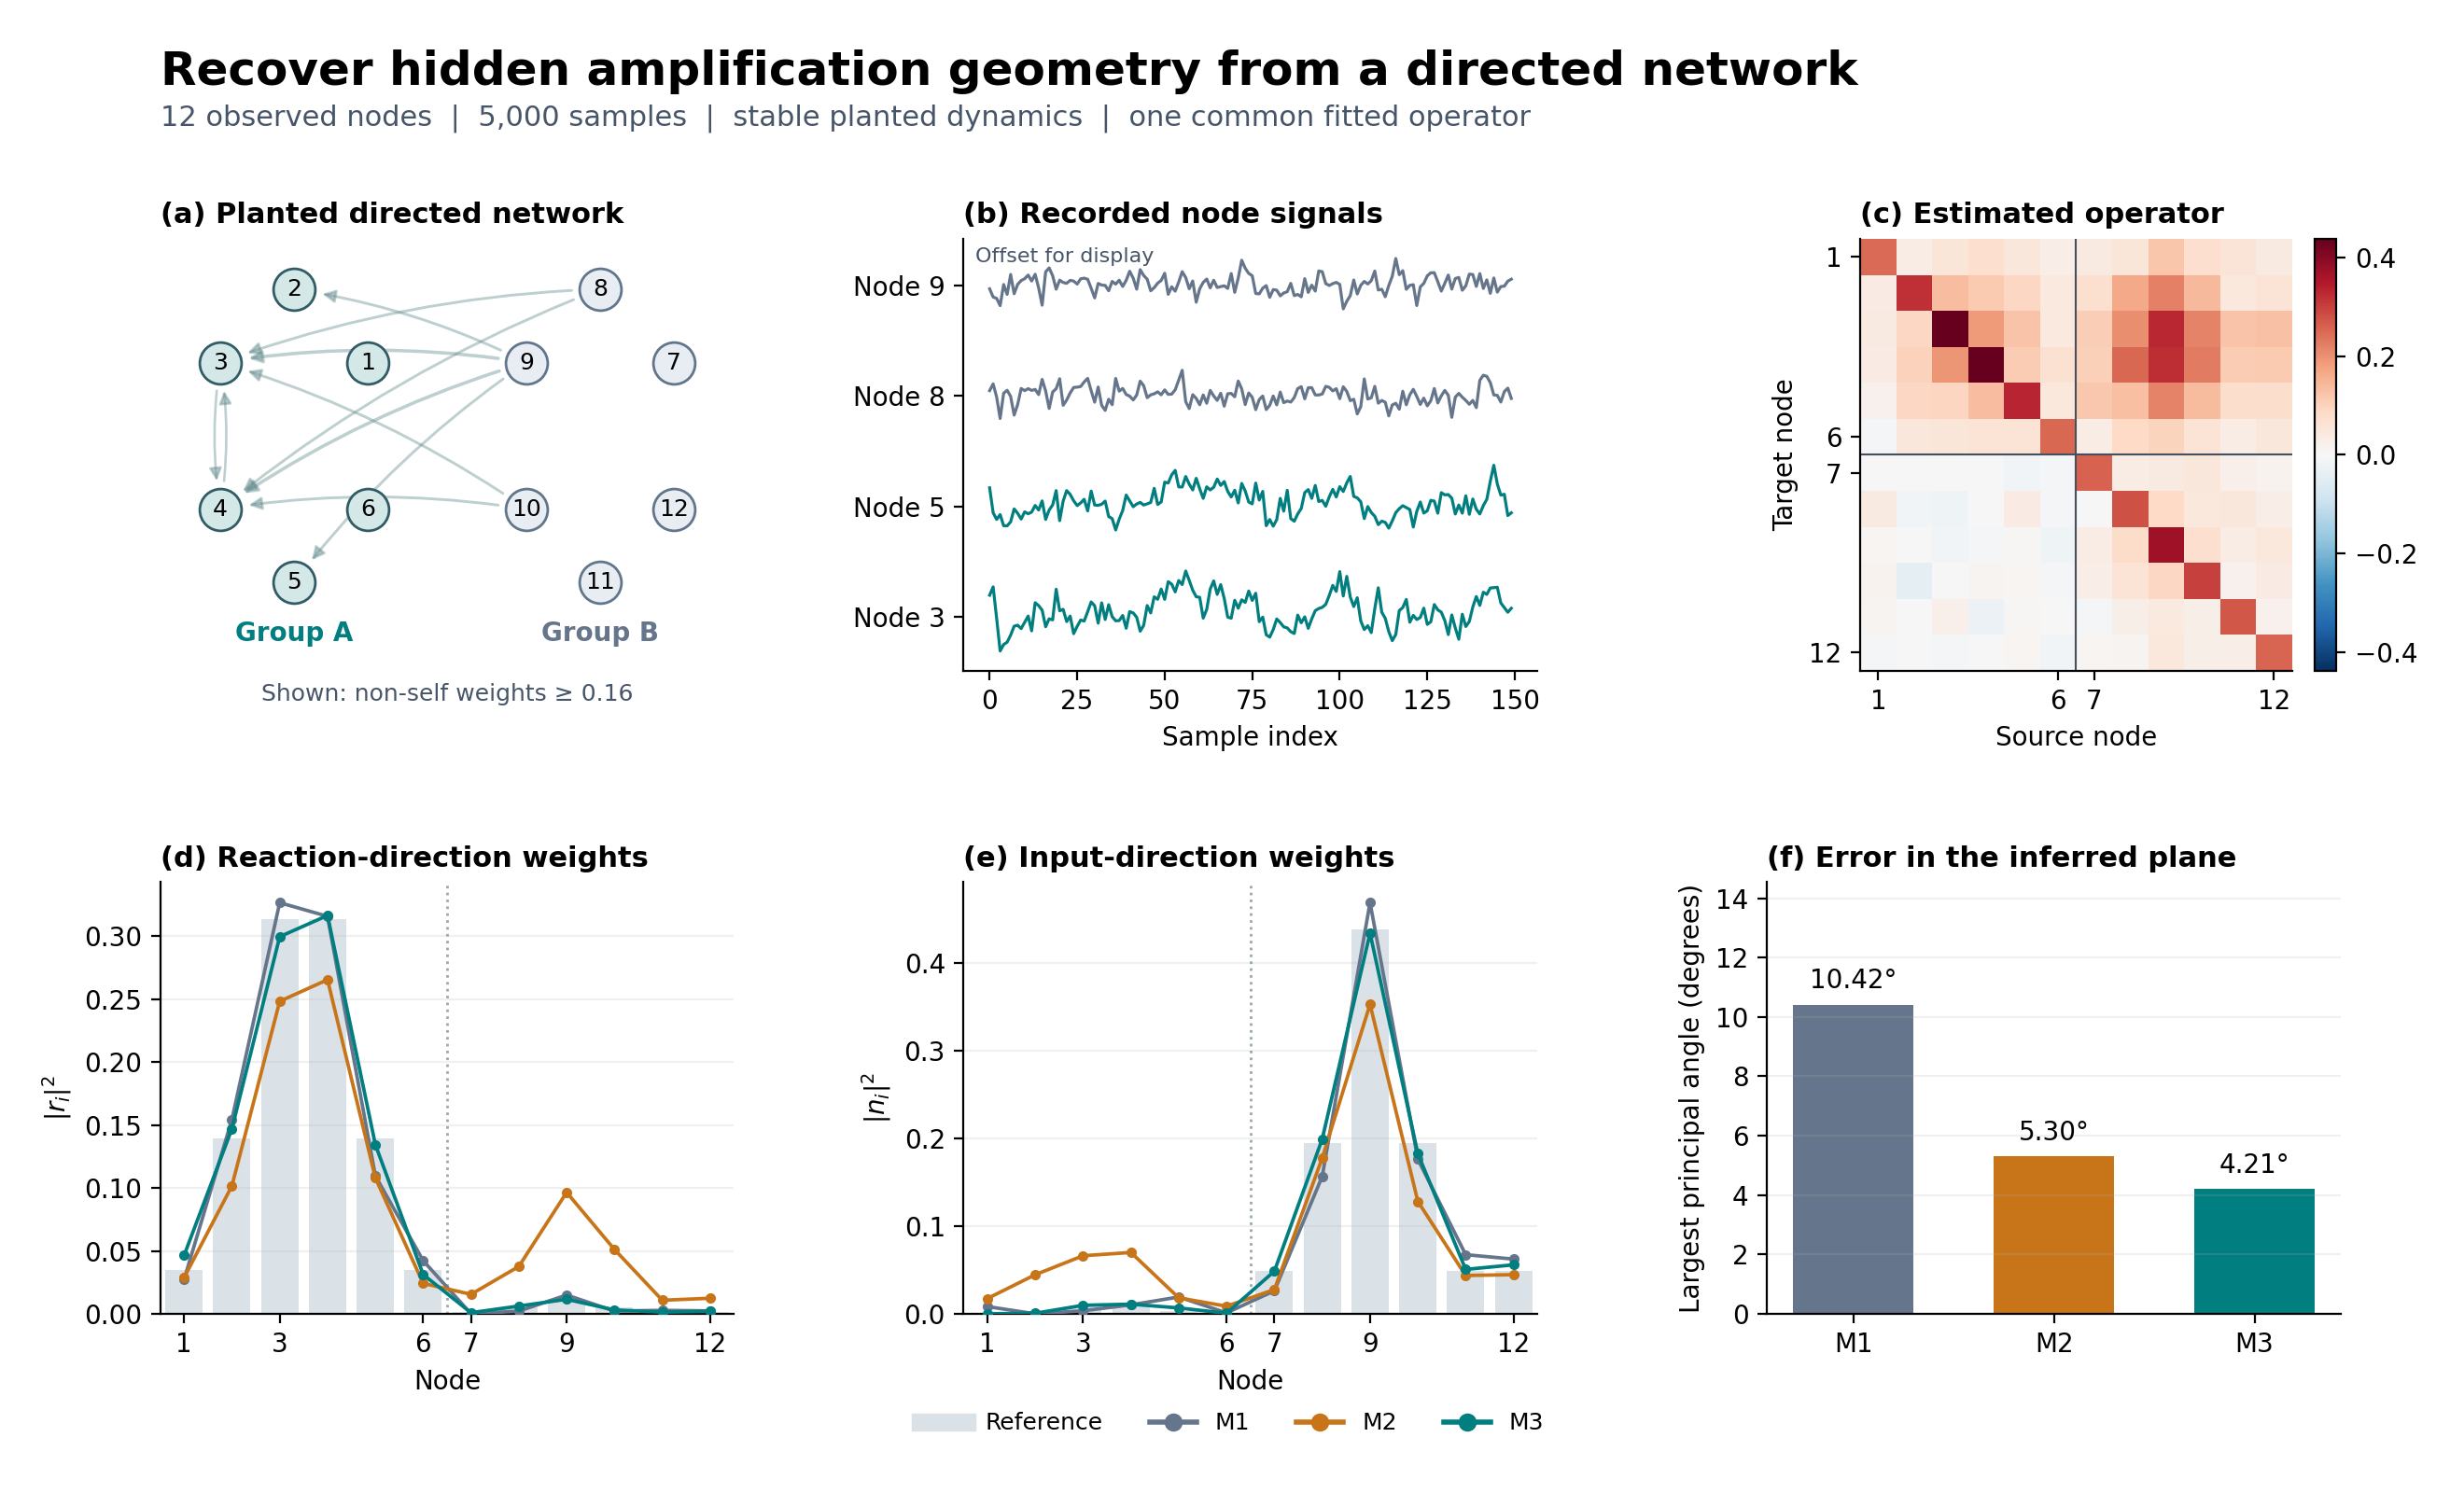 Recover hidden amplification geometry from a directed network
12 observed nodes | 5,000 samples | stable planted dynamics | one common fitted operator
(a) Planted directed network
2
8
3
1
9
7
4
6
10
12
5
11
Group A
Group B
Shown: non-self weights ≥ 0.16
(b) Recorded node signals
Offset for display
Node 9
Node 8
Node 5
Node 3
0 25 50 75 100 125 150
Sample index
(c) Estimated operator
Target node
1
6
7
12
1 6 7 12
Source node
0.4
0.2
0.0
−0.2
−0.4
(d) Reaction-direction weights
|r_i|²
0.30
0.25
0.20
0.15
0.10
0.05
0.00
1 3 6 7 9 12
Node
(e) Input-direction weights
|n_i|²
0.4
0.3
0.2
0.1
0.0
1 3 6 7 9 12
Node
(f) Error in the inferred plane
Largest principal angle (degrees)
14
12
10
8
6
4
2
0
10.42°
5.30°
4.21°
M1 M2 M3
Reference M1 M2 M3